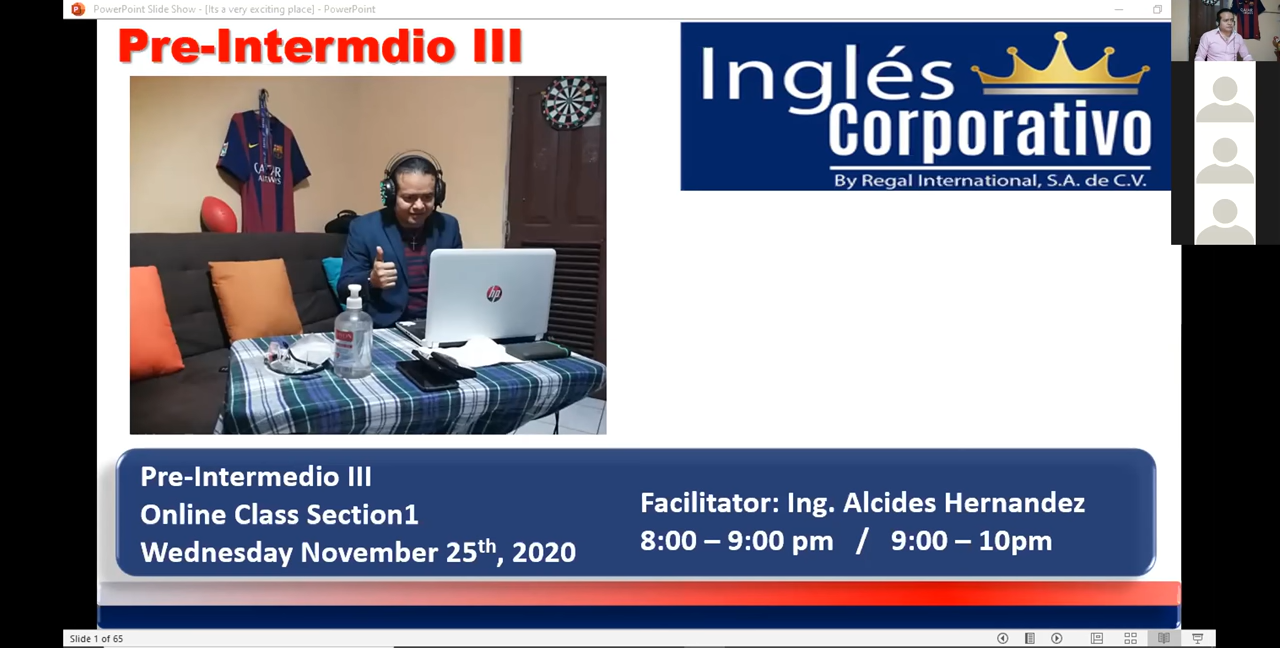 PowerPoint Slide Show - [Its a very exciting place] - PowerPoint
Pre-Intermdio III
Inglés
Corporativo
By Regal International, S.A. de C.V.
hp
Pre-Intermedio III
Online Class Section1
Wednesday November 25th, 2020
Facilitator: Ing. Alcides Hernandez
8:00 – 9:00 pm / 9:00 – 10pm
Slide 1 of 65